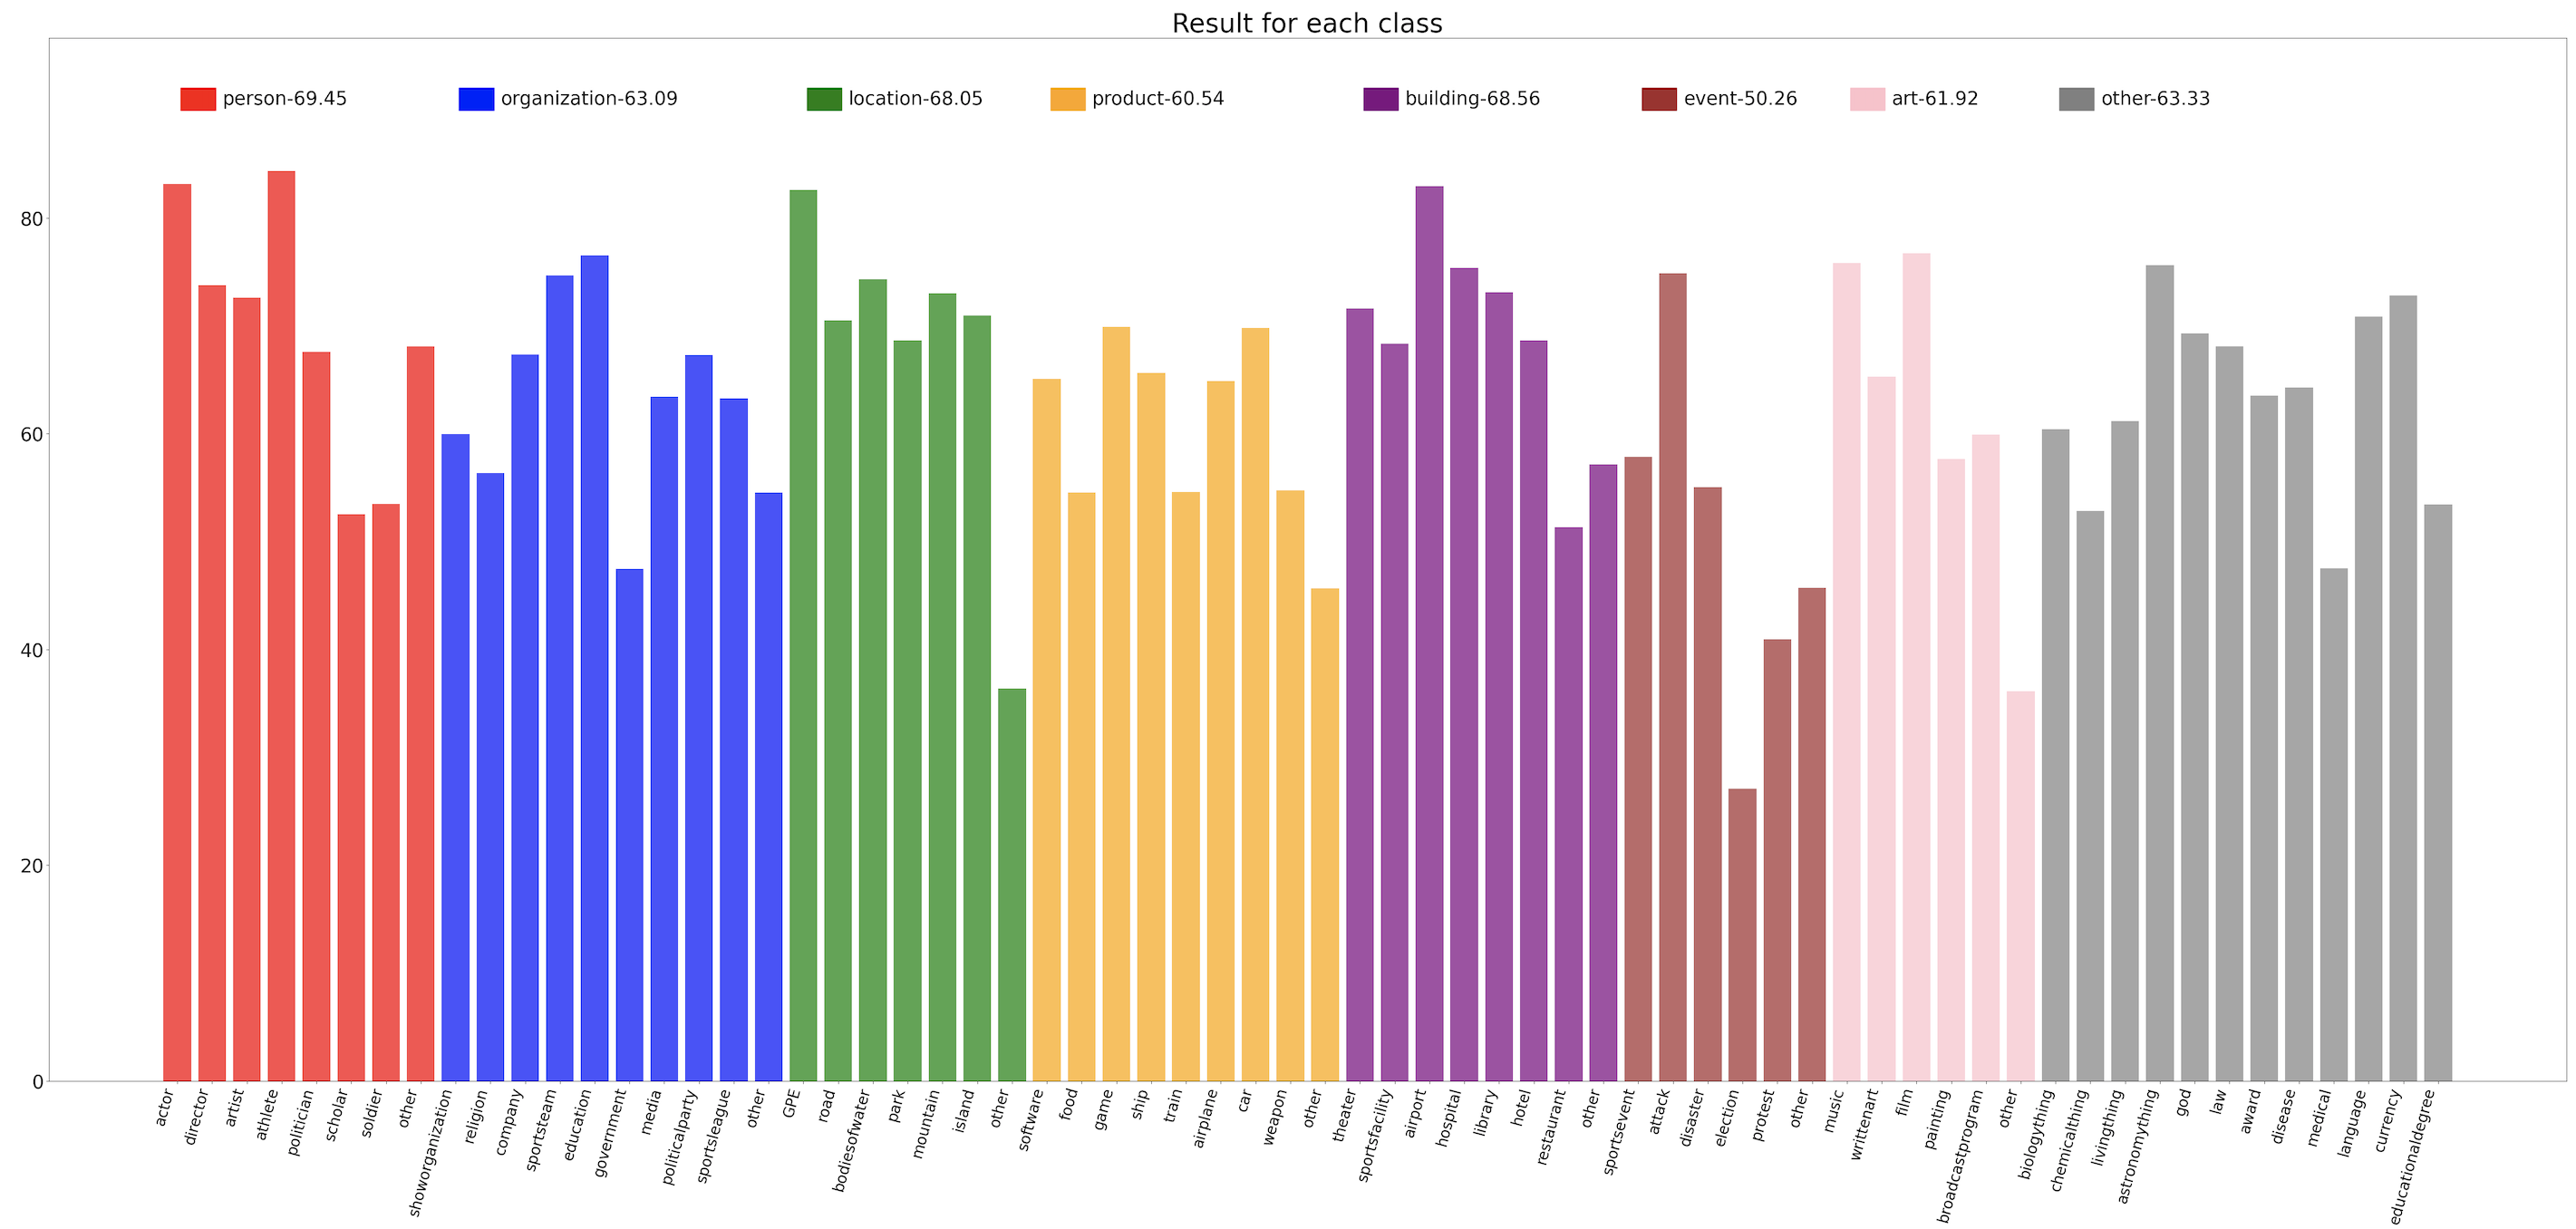 Result for each class
person-69.45 organization-63.09 location-68.05 product-60.54 building-68.56 event-50.26 art-61.92 other-63.33
80
60
40
20
0
actor
director
artist
athlete
politician
scholar
soldier
other
showorganization
religion
company
sportsteam
education
government
media
politicalparty
sportsleague
other
GPE
road
bodiesofwater
park
mountain
island
other
software
food
game
ship
train
airplane
car
weapon
other
theater
sportsfacility
airport
hospital
library
hotel
restaurant
other
sportsevent
attack
disaster
election
protest
other
music
writtenart
film
painting
broadcastprogram
other
biologything
chemicalthing
livingthing
astronomything
god
law
award
disease
medical
language
currency
educationaldegree